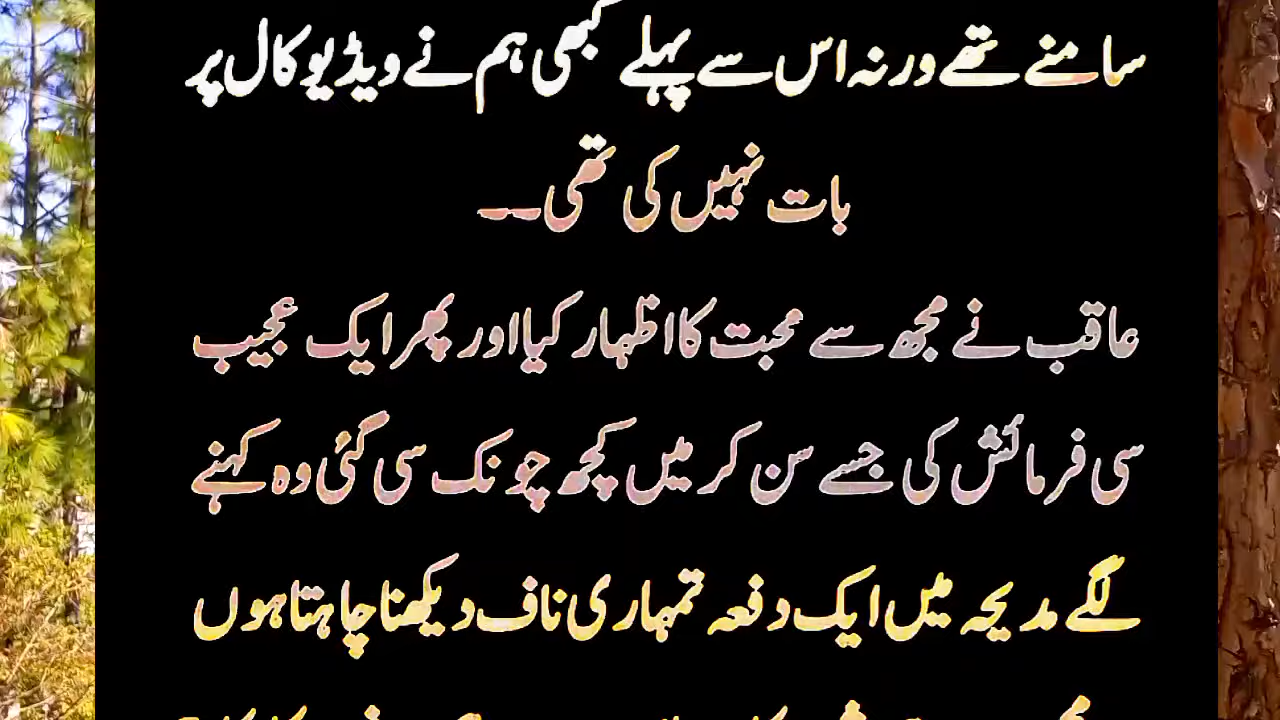 سامنے تھے ورنہ اس سے پہلے کبھی ہم نے ویڈیو کال پر
بات نہیں کی تھی۔۔
عاقب نے مجھ سے محبت کا اظہار کیا اور پھر ایک عجیب
سی فرمائش کی جسے سن کر میں کچھ چونک سی گئی وہ کہنے
لگے مدیحہ میں ایک دفعہ تمہاری ناف دیکھنا چاہتا ہوں